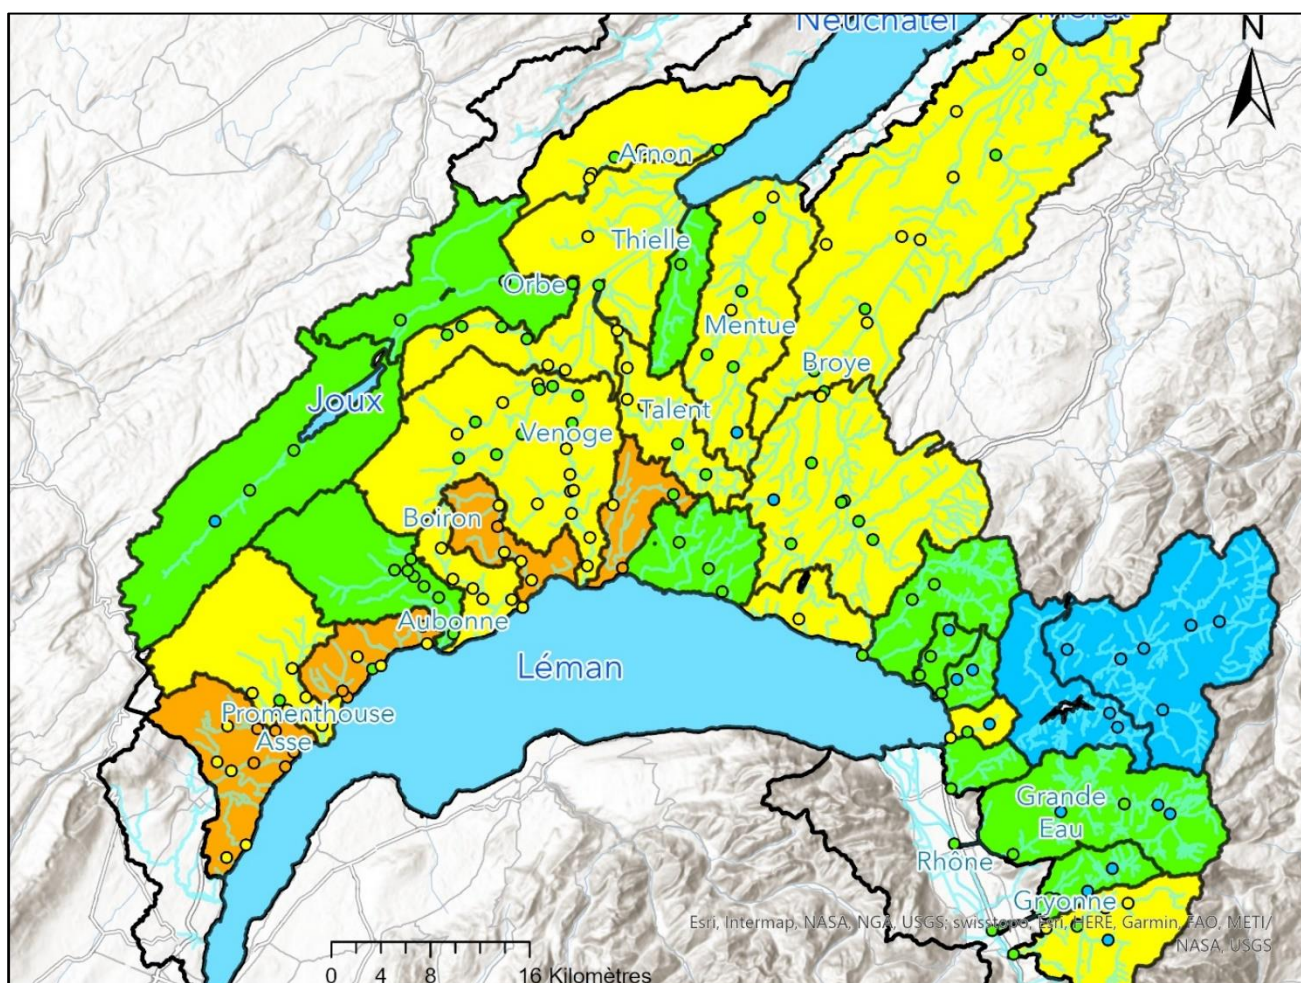 Neuchâtel
Morat
N
Arnon
Thielle
Orbe
Mentue
Broye
Joux
Talent
Venoge
Boiron
Aubonne
Léman
Promenthouse
Asse
Grande
Eau
Rhône
Gryonne
Esri, Intermap, NASA, NGA, USGS; swisstopo, Esri, HERE, Garmin, FAO, METI/
NASA, USGS
0 4 8 16 Kilomètres